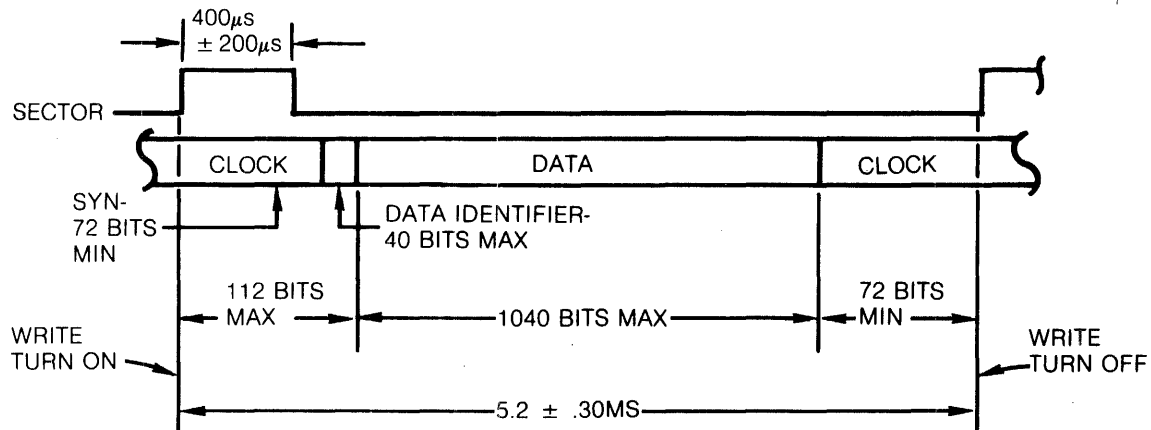 400µs
± 200µs
SECTOR
CLOCK
DATA
CLOCK
SYN-
72 BITS
MIN
DATA IDENTIFIER-
40 BITS MAX
112 BITS
MAX
1040 BITS MAX
72 BITS
MIN
WRITE
TURN ON
WRITE
TURN OFF
5.2 ± .30MS